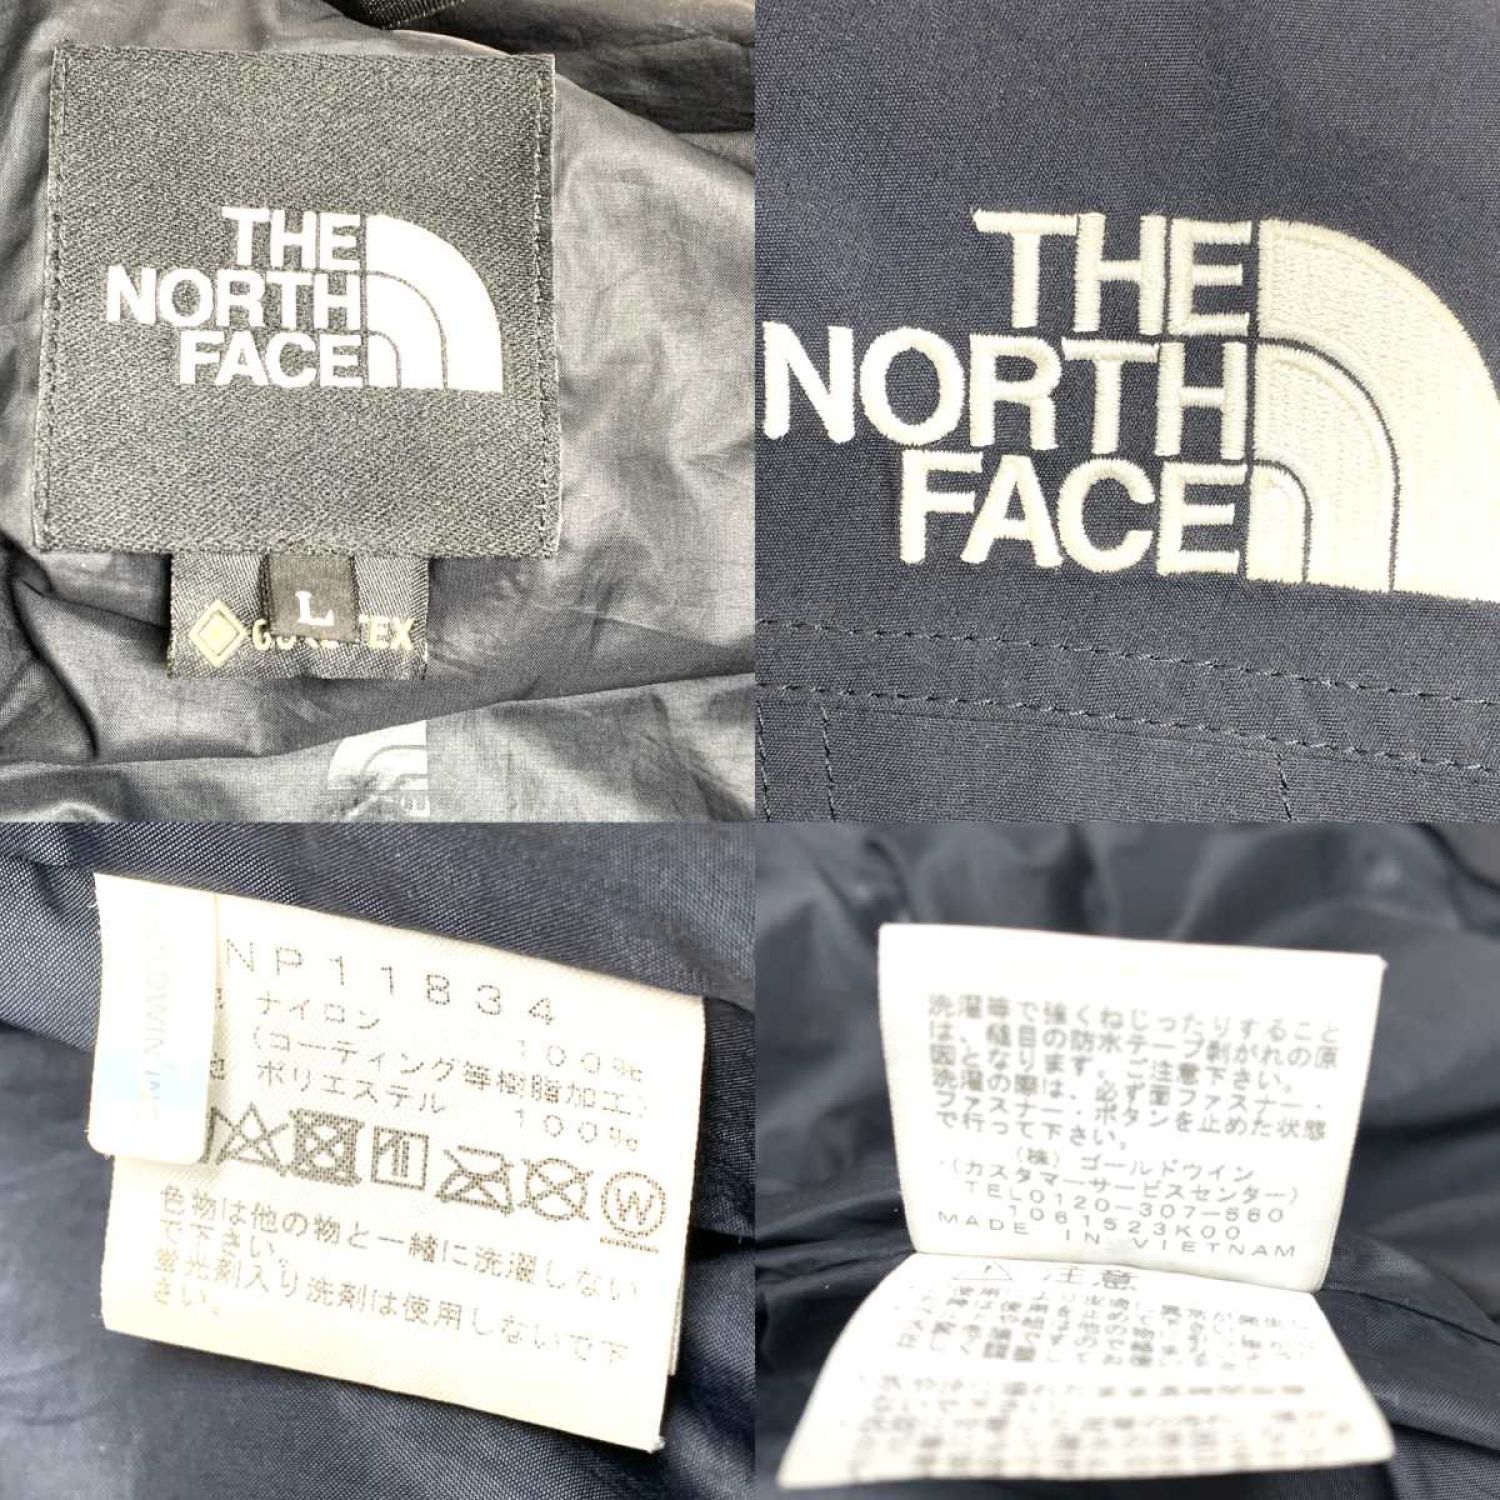 THE
NORTH
FACE
L
TEX
THE
NORTH
FACE
GOLDWIN INC
NP11834
ナイロン
100%
(コーティング等樹脂加工)
ポリエステル
100%
W
色物は他の物と一緒に洗濯しない
で下さい。
蛍光剤入り洗剤は使用しないで下
さい。
洗濯等で強くねじったりすること
は、縫目の防水テープ剥がれの原
因となります。ご注意下さい。
洗濯の際は、必ず面ファスナー・
ファスナー・ボタンを止めた状態
で行って下さい。
(株) ゴールドウイン
(カスタマーサービスセンター)
TEL0120-307-560
1061523K00
MADE IN VIETNAM
注意